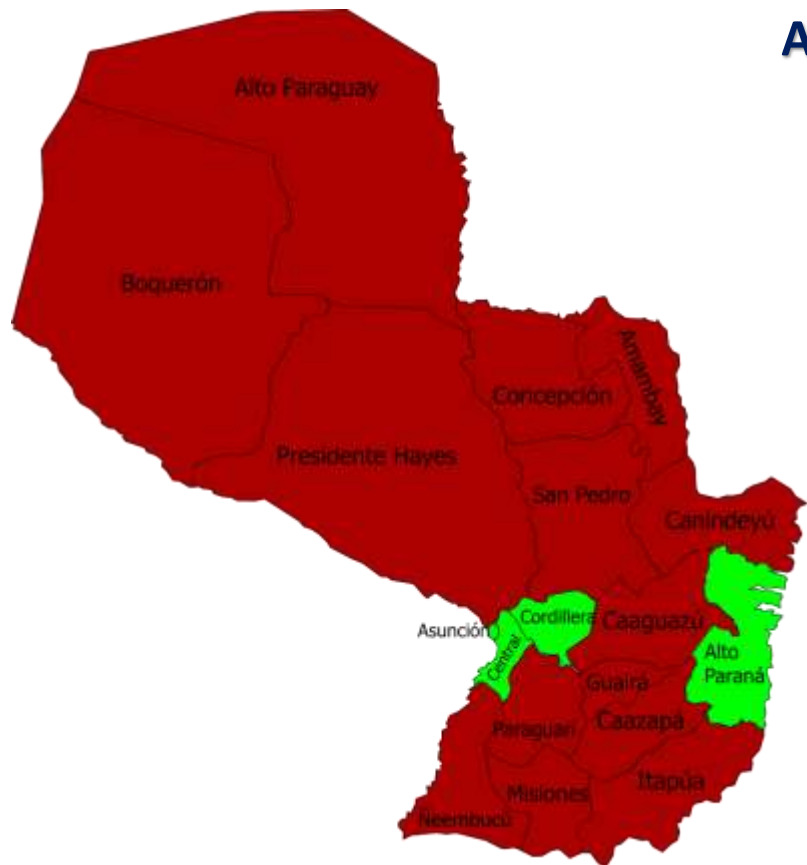 A
Alto Paraguay
Boquerón
Amambay
Concepción
Presidente Hayes
San Pedro
Canindeyú
Cordillera
Asunción
Caaguazú
Central
Alto
Paraná
Guairá
Caazapá
Paraguarí
Itapúa
Misiones
Ñeembucú